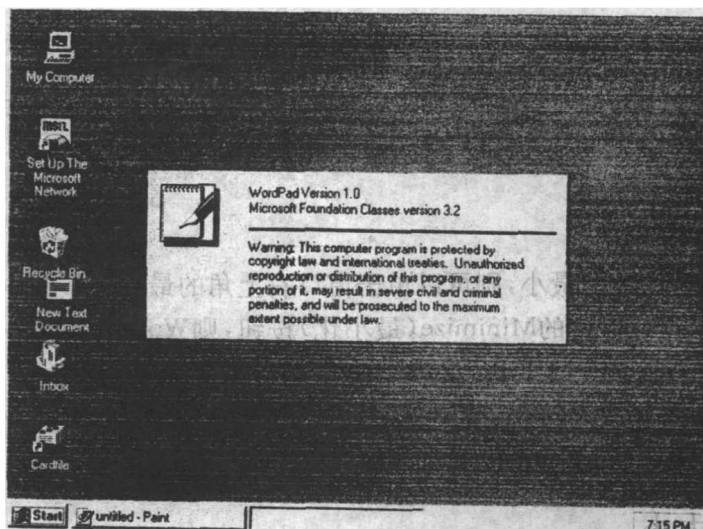 My Computer
msn.
Set Up The
Microsoft
Network
Recycle Bin
New Text
Document
Inbox
Cardfile
WordPad Version 1.0
Microsoft Foundation Classes version 3.2
Warning: This computer program is protected by
copyright law and international treaties. Unauthorized
reproduction or distribution of this program, or any
portion of it, may result in severe civil and criminal
penalties, and will be prosecuted to the maximum
extent possible under law.
Start
untitled - Paint
7:15 PM